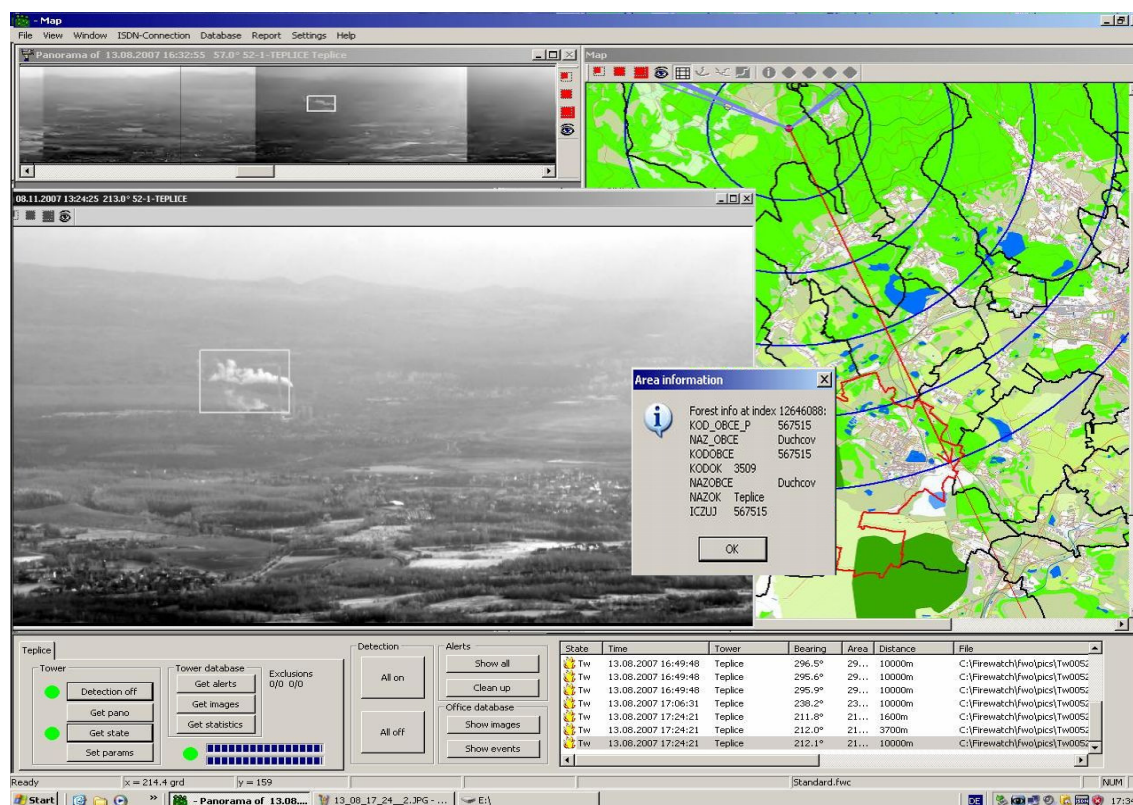 - Map
File View Window ISDN-Connection Database Report Settings Help
Panorama of 13.08.2007 16:32:55 57.0° 52-1-TEPLICE Teplice
Map
08.11.2007 13:24:25 213.0° 52-1-TEPLICE
Area information
Forest info at index 12646088:
KOD_OBCE_P 567515
NAZ_OBCE Duchcov
KODOBCE 567515
KODOK 3509
NAZOBCE Duchcov
NAZOK Teplice
ICZUJ 567515
OK
Teplice
Tower
Detection off
Get pano
Get state
Set params
Tower database
Get alerts
Get images
Get statistics
Exclusions
0/0 0/0
Detection
All on
All off
Alerts
Show all
Clean up
Office database
Show images
Show events
State Time Tower Bearing Area Distance File
Tw 13.08.2007 16:49:48 Teplice 296.5° 29... 10000m C:\Firewatch\fwo\pics\Tw0052
Tw 13.08.2007 16:49:48 Teplice 295.6° 29... 10000m C:\Firewatch\fwo\pics\Tw0052
Tw 13.08.2007 16:49:48 Teplice 295.9° 29... 10000m C:\Firewatch\fwo\pics\Tw0052
Tw 13.08.2007 17:06:31 Teplice 238.2° 23... 10000m C:\Firewatch\fwo\pics\Tw0052
Tw 13.08.2007 17:24:21 Teplice 211.8° 21... 1600m C:\Firewatch\fwo\pics\Tw0052
Tw 13.08.2007 17:24:21 Teplice 212.0° 21... 3700m C:\Firewatch\fwo\pics\Tw0052
Tw 13.08.2007 17:24:21 Teplice 212.1° 21... 10000m C:\Firewatch\fwo\pics\Tw0052
Ready x = 214.4 grd y = 159 Standard.fwc NUM
Start » - Panorama of 13.08.... 13_08_17_24__2.JPG - ... E:\ DE 17:34